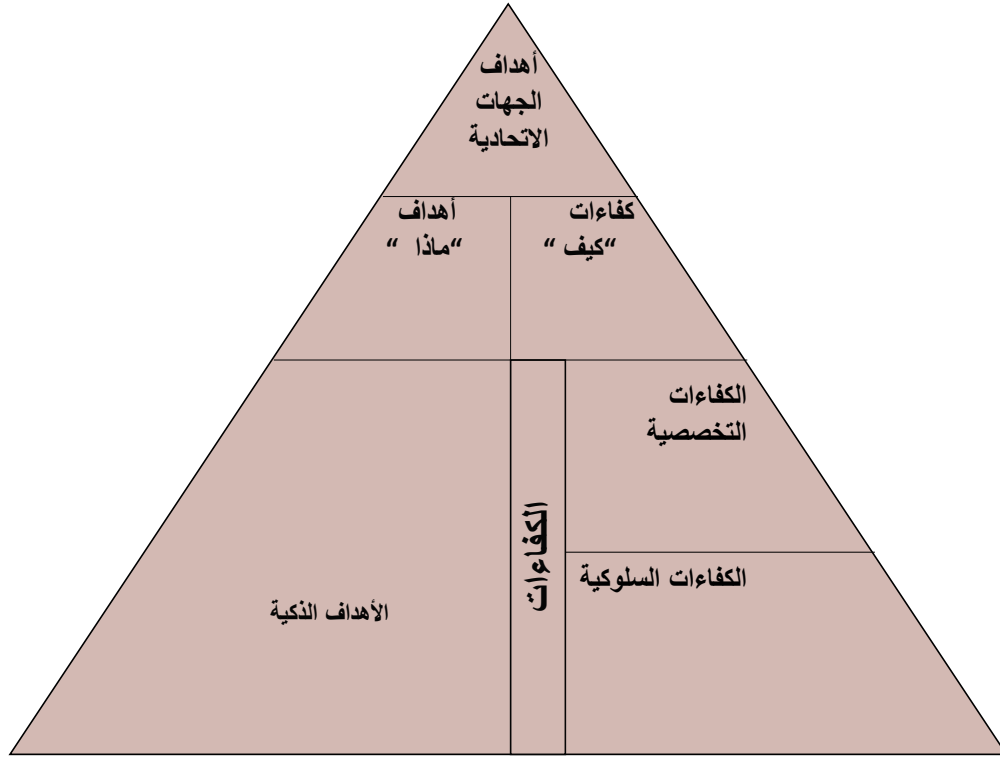 أهداف
الجهات
الاتحادية
كفاءات
“كيف “
أهداف
“ماذا “
الكفاءات
التخصصية
الكفاءات
الكفاءات السلوكية
الأهداف الذكية